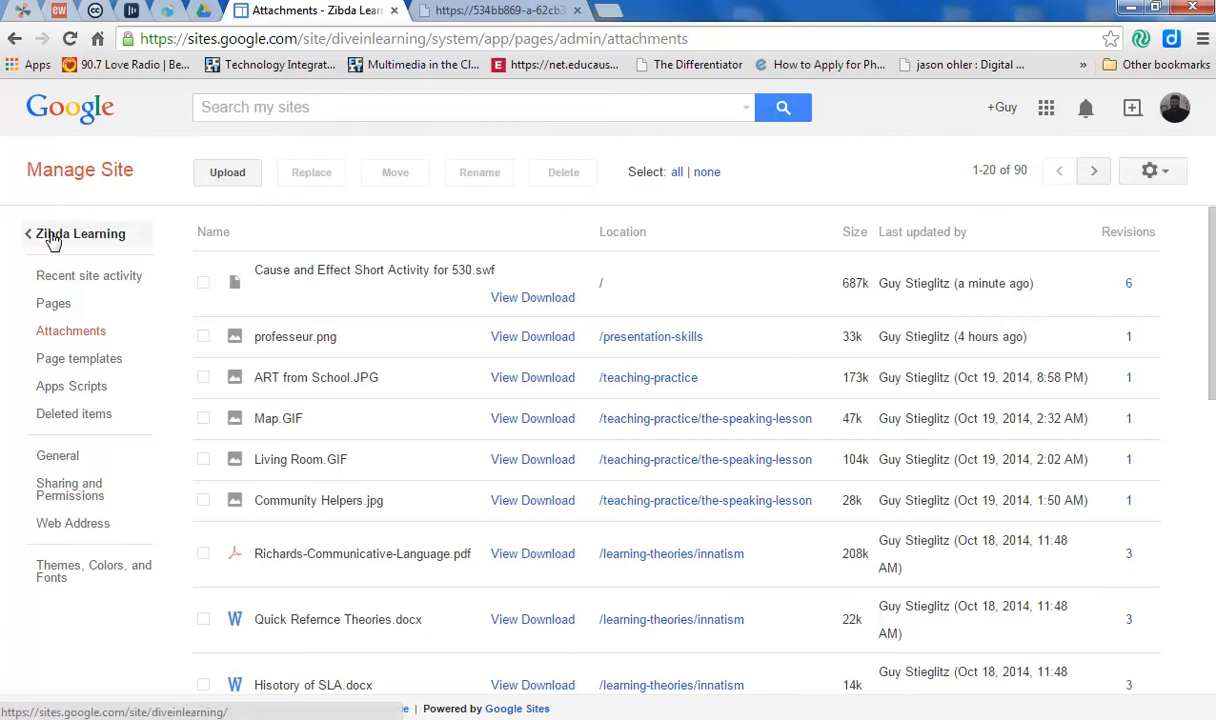 Attachments - Zibda Lear
https://534bb869-a-62cb3
https://sites.google.com/site/diveinlearning/system/app/pages/admin/attachments
Apps 90.7 Love Radio | Be... Technology Integrat... Multimedia in the Cl... https://net.educaus... The Differentiator How to Apply for Ph... jason ohler : Digital ... » Other bookmarks
Google Search my sites +Guy
Manage Site Upload Replace Move Rename Delete Select: all | none 1-20 of 90
Zibda Learning
Recent site activity
Pages
Attachments
Page templates
Apps Scripts
Deleted items
General
Sharing and
Permissions
Web Address
Themes, Colors, and
Fonts
Name Location Size Last updated by Revisions
Cause and Effect Short Activity for 530.swf
View Download / 687k Guy Stieglitz (a minute ago) 6
professeur.png View Download /presentation-skills 33k Guy Stieglitz (4 hours ago) 1
ART from School.JPG View Download /teaching-practice 173k Guy Stieglitz (Oct 19, 2014, 8:58 PM) 1
Map.GIF View Download /teaching-practice/the-speaking-lesson 47k Guy Stieglitz (Oct 19, 2014, 2:32 AM) 1
Living Room.GIF View Download /teaching-practice/the-speaking-lesson 104k Guy Stieglitz (Oct 19, 2014, 2:02 AM) 1
Community Helpers.jpg View Download /teaching-practice/the-speaking-lesson 28k Guy Stieglitz (Oct 19, 2014, 1:50 AM) 1
Richards-Communicative-Language.pdf View Download /learning-theories/innatism 208k Guy Stieglitz (Oct 18, 2014, 11:48
AM) 3
Quick Refernce Theories.docx View Download /learning-theories/innatism 22k Guy Stieglitz (Oct 18, 2014, 11:48
AM) 3
Hisotory of SLA.docx View Download /learning-theories/innatism 14k Guy Stieglitz (Oct 18, 2014, 11:48 3
https://sites.google.com/site/diveinlearning/ | Powered by Google Sites